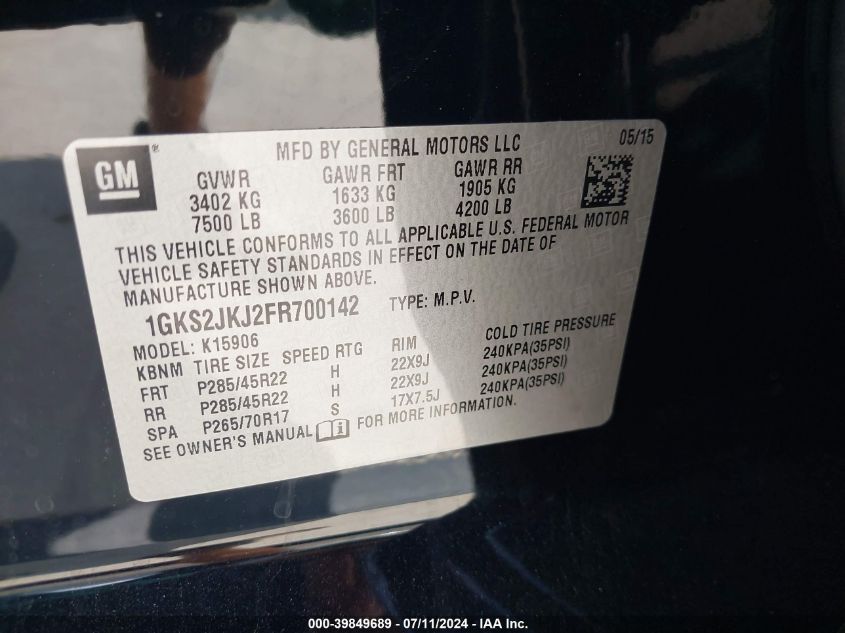 GM ® MFD BY GENERAL MOTORS LLC 05/15
GVWR GAWR FRT GAWR RR
3402 KG 1633 KG 1905 KG
7500 LB 3600 LB 4200 LB
THIS VEHICLE CONFORMS TO ALL APPLICABLE U.S. FEDERAL MOTOR
VEHICLE SAFETY STANDARDS IN EFFECT ON THE DATE OF
MANUFACTURE SHOWN ABOVE.
1GKS2JKJ2FR700142 TYPE: M.P.V.
MODEL: K15906
KBNM TIRE SIZE SPEED RTG RIM COLD TIRE PRESSURE
FRT P285/45R22 H 22X9J 240KPA(35PSI)
RR P285/45R22 H 22X9J 240KPA(35PSI)
SPA P265/70R17 S 17X7.5J 240KPA(35PSI)
SEE OWNER'S MANUAL i FOR MORE INFORMATION.
000-39849689 - 07/11/2024 - IAA Inc.